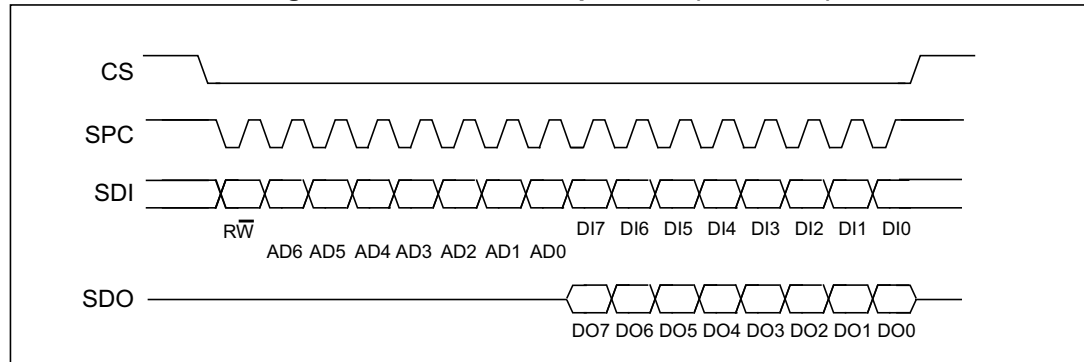 CS
SPC
SDI
RW̅
DI7 DI6 DI5 DI4 DI3 DI2 DI1 DI0
AD6 AD5 AD4 AD3 AD2 AD1 AD0
SDO
DO7 DO6 DO5 DO4 DO3 DO2 DO1 DO0